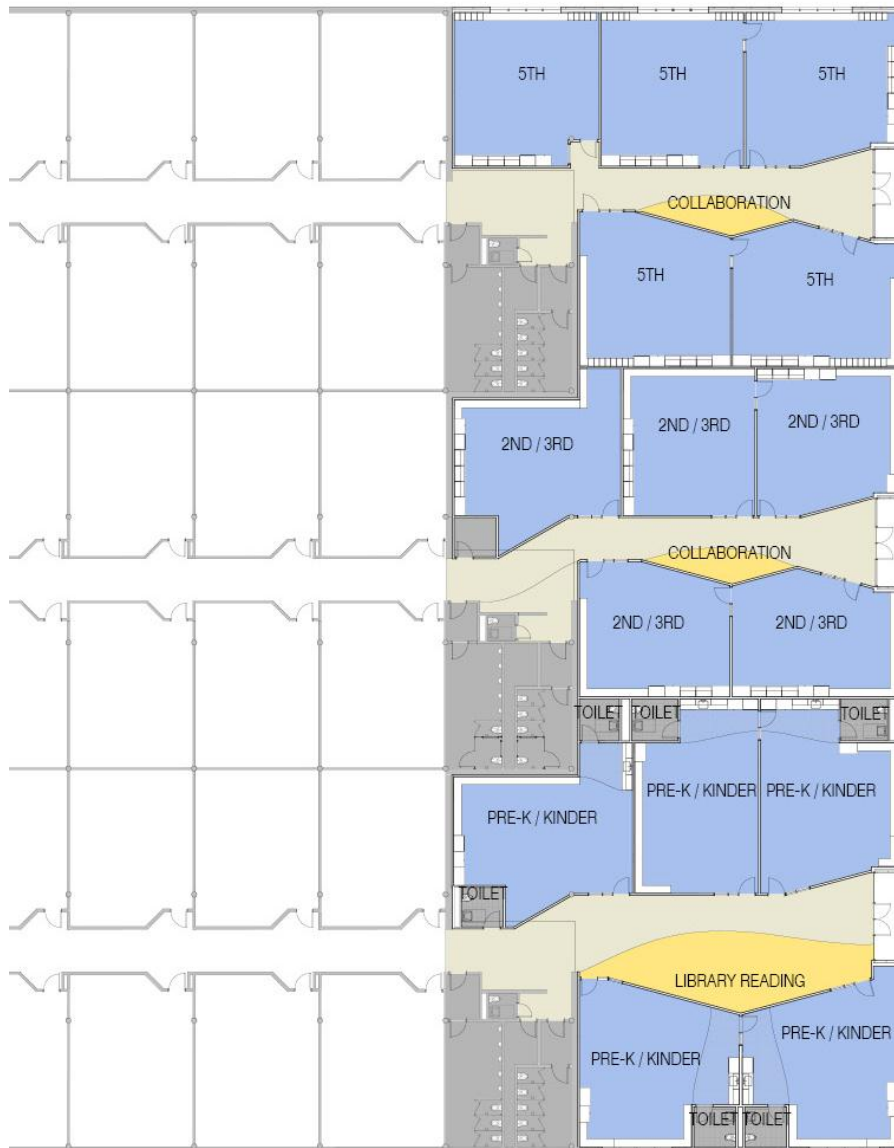 5TH
5TH
5TH
COLLABORATION
5TH
5TH
2ND / 3RD
2ND / 3RD
2ND / 3RD
COLLABORATION
2ND / 3RD
2ND / 3RD
TOILET
TOILET
TOILET
PRE-K / KINDER
PRE-K / KINDER
PRE-K / KINDER
TOILET
LIBRARY READING
PRE-K / KINDER
PRE-K / KINDER
TOILET
TOILET